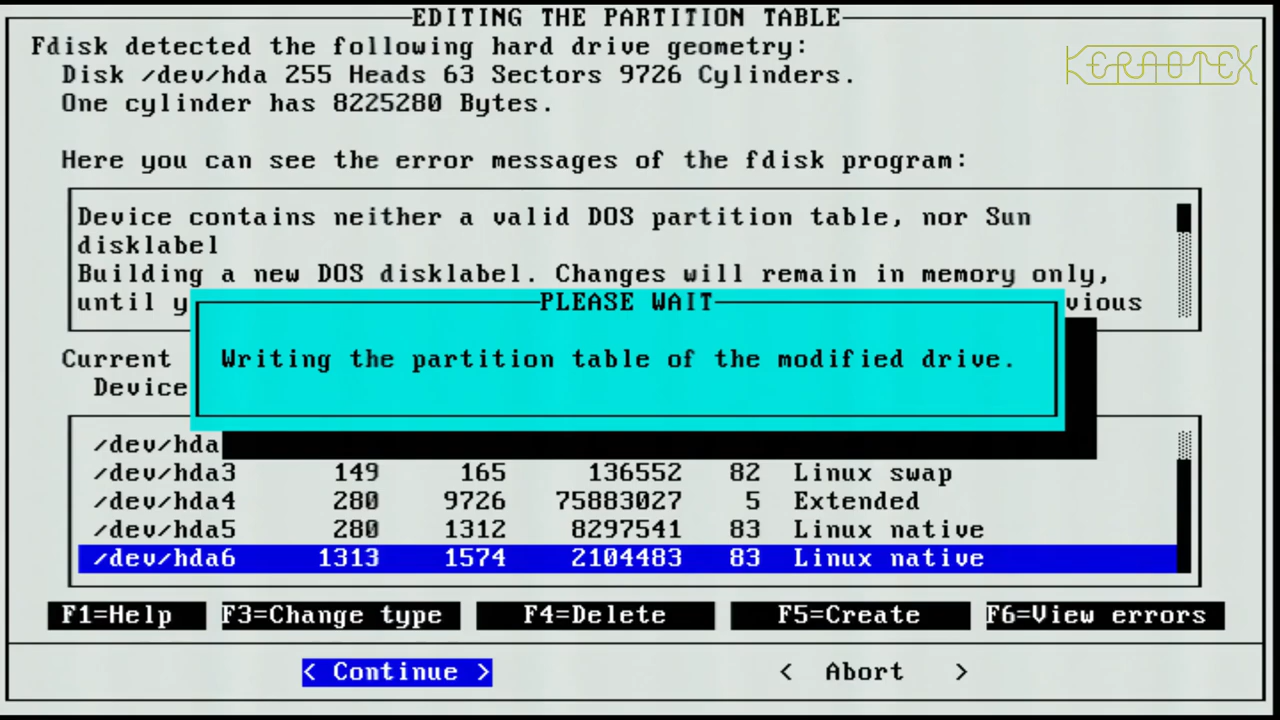 EDITING THE PARTITION TABLE
KERAOTEX
Fdisk detected the following hard drive geometry:
Disk /dev/hda 255 Heads 63 Sectors 9726 Cylinders.
One cylinder has 8225280 Bytes.
Here you can see the error messages of the fdisk program:
Device contains neither a valid DOS partition table, nor Sun
disklabel
Building a new DOS disklabel. Changes will remain in memory only,
until y vious
PLEASE WAIT
Writing the partition table of the modified drive.
Current
Device
/dev/hda
/dev/hda3 149 165 136552 82 Linux swap
/dev/hda4 280 9726 75883027 5 Extended
/dev/hda5 280 1312 8297541 83 Linux native
/dev/hda6 1313 1574 2104483 83 Linux native
F1=Help F3=Change type F4=Delete F5=Create F6=View errors
< Continue > < Abort >